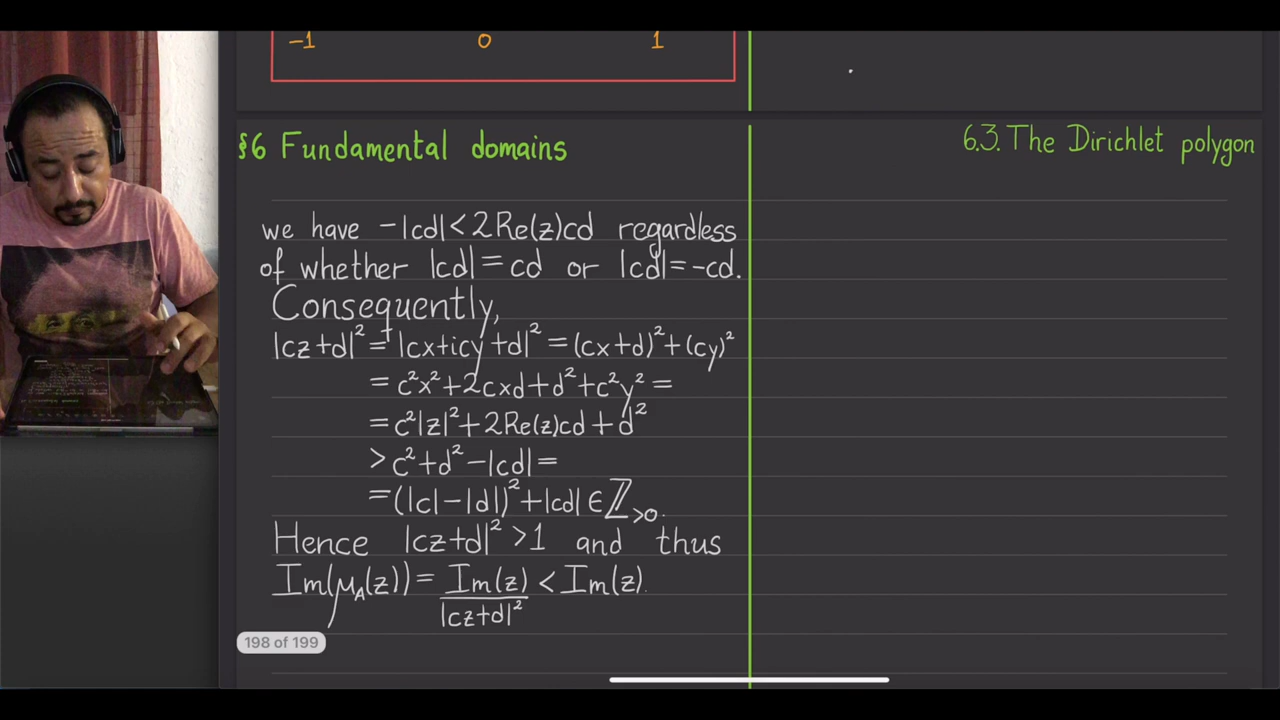 -1 0 1
§6 Fundamental domains
6.3. The Dirichlet polygon
we have -|cd| < 2Re(z)cd regardless
of whether |cd| = cd or |cd| = -cd.
Consequently,
|cz+d|² = |cx+icy+d|² = (cx+d)²+(cy)²
= c²x²+2cxd+d²+c²y² =
= c²|z|²+2Re(z)cd+d²
> c²+d²-|cd| =
= (|c|-|d|)²+|cd| ∈ ℤ>0.
Hence |cz+d|² > 1 and thus
Im(μ_A(z)) = Im(z)/|cz+d|² < Im(z).
198 of 199